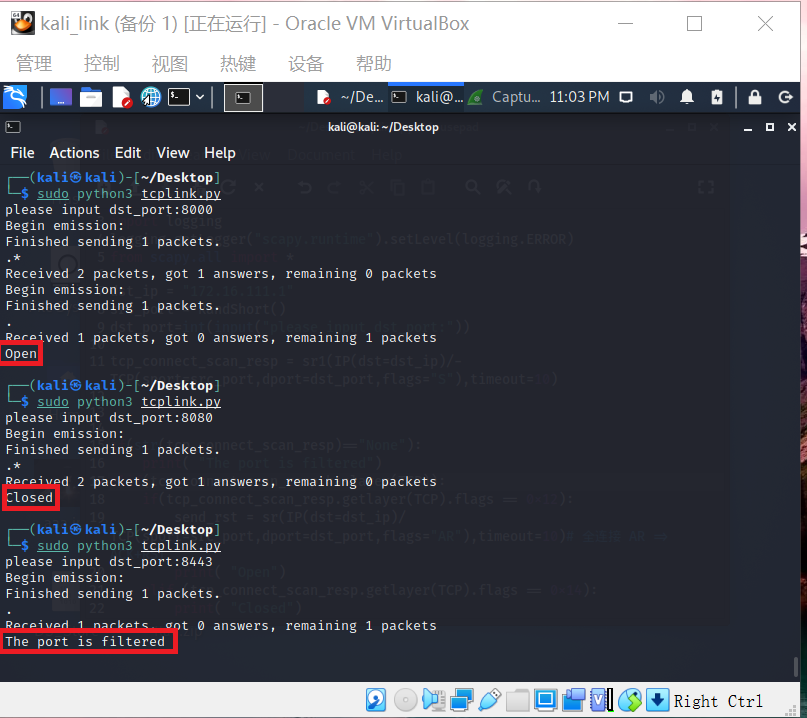 kali_link (备份 1) [正在运行] - Oracle VM VirtualBox
管理 控制 视图 热键 设备 帮助
~/De... kali@... Captu... 11:03 PM
kali@kali: ~/Desktop
File Actions Edit View Help
┌──(kali㉿kali)-[~/Desktop]
└─$ sudo python3 tcplink.py
please input dst_port:8000
Begin emission:
Finished sending 1 packets.
.*
Received 2 packets, got 1 answers, remaining 0 packets
Begin emission:
Finished sending 1 packets.
.
Received 1 packets, got 0 answers, remaining 1 packets
Open
┌──(kali㉿kali)-[~/Desktop]
└─$ sudo python3 tcplink.py
please input dst_port:8080
Begin emission:
Finished sending 1 packets.
.*
Received 2 packets, got 1 answers, remaining 0 packets
Closed
┌──(kali㉿kali)-[~/Desktop]
└─$ sudo python3 tcplink.py
please input dst_port:8443
Begin emission:
Finished sending 1 packets.
.
Received 1 packets, got 0 answers, remaining 1 packets
The port is filtered
Right Ctrl